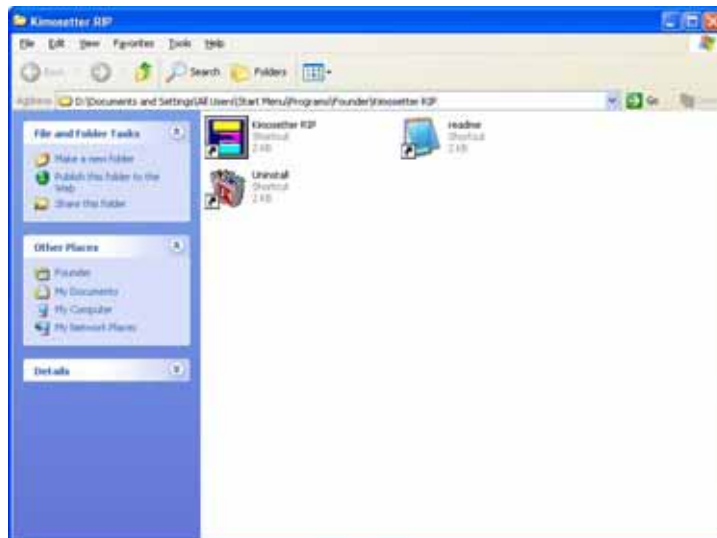 Kimosetter RIP
File Edit View Favorites Tools Help
Back Search Folders
Address D:\Documents and Settings\All Users\Start Menu\Programs\Founder\Kimosetter RIP Go
File and Folder Tasks
Make a new folder
Publish this folder to the
Web
Share this folder
Other Places
Founder
My Documents
My Computer
My Network Places
Details
Kimosetter RIP
Shortcut
2 KB
readme
Shortcut
2 KB
Uninstall
Shortcut
2 KB